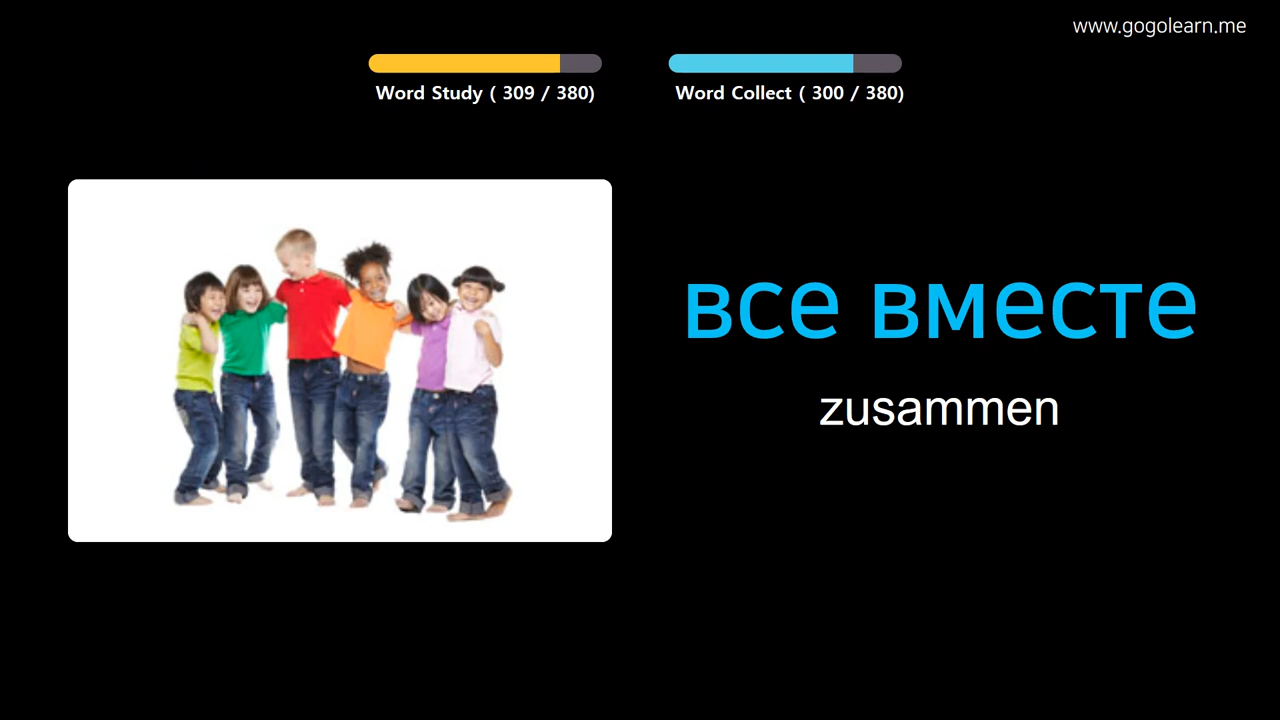 www.gogolearn.me
Word Study ( 309 / 380)
Word Collect ( 300 / 380)
все вместе
zusammen